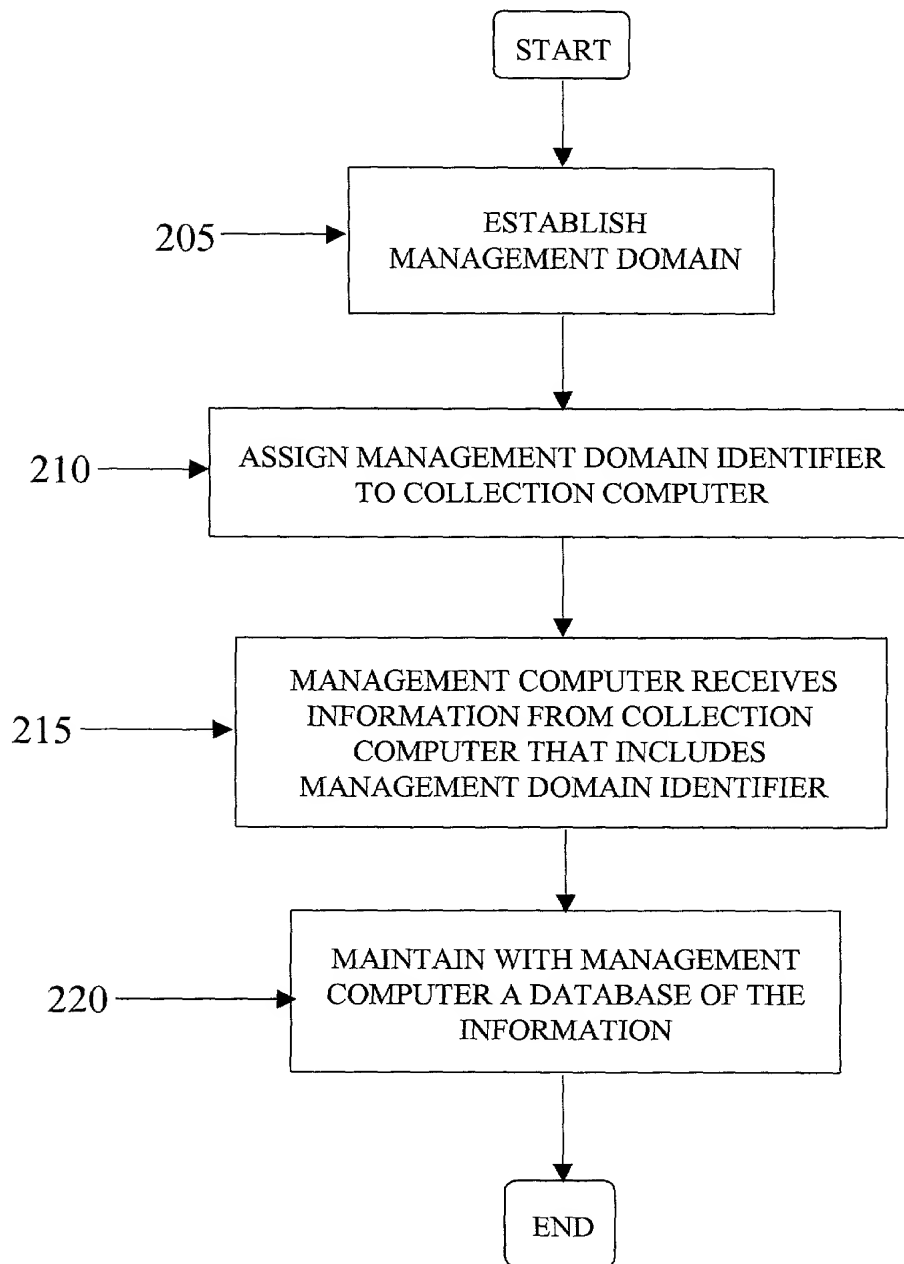 START
205
ESTABLISH
MANAGEMENT DOMAIN
210
ASSIGN MANAGEMENT DOMAIN IDENTIFIER
TO COLLECTION COMPUTER
215
MANAGEMENT COMPUTER RECEIVES
INFORMATION FROM COLLECTION
COMPUTER THAT INCLUDES
MANAGEMENT DOMAIN IDENTIFIER
220
MAINTAIN WITH MANAGEMENT
COMPUTER A DATABASE OF THE
INFORMATION
END